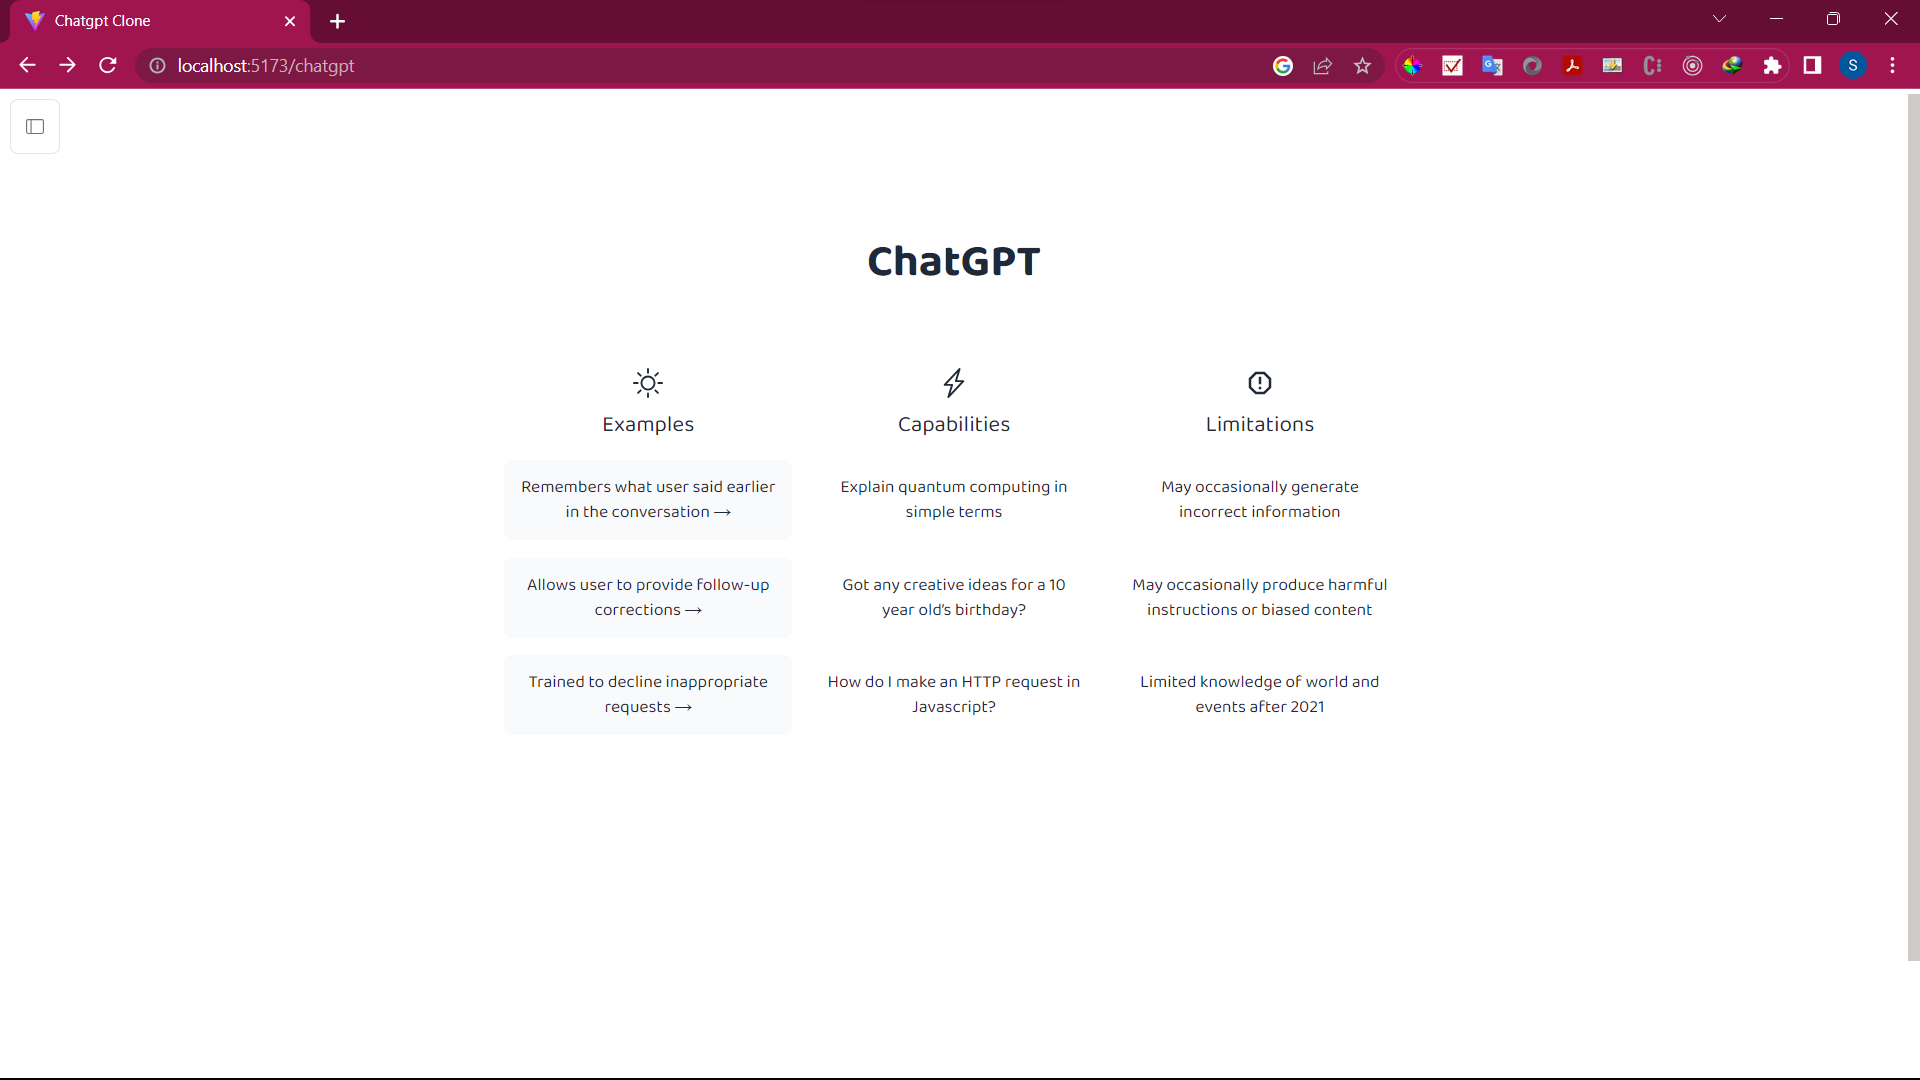 Chatgpt Clone
localhost:5173/chatgpt
S
ChatGPT
Examples
Remembers what user said earlier
in the conversation →
Allows user to provide follow-up
corrections →
Trained to decline inappropriate
requests →
Capabilities
Explain quantum computing in
simple terms
Got any creative ideas for a 10
year old's birthday?
How do I make an HTTP request in
Javascript?
Limitations
May occasionally generate
incorrect information
May occasionally produce harmful
instructions or biased content
Limited knowledge of world and
events after 2021